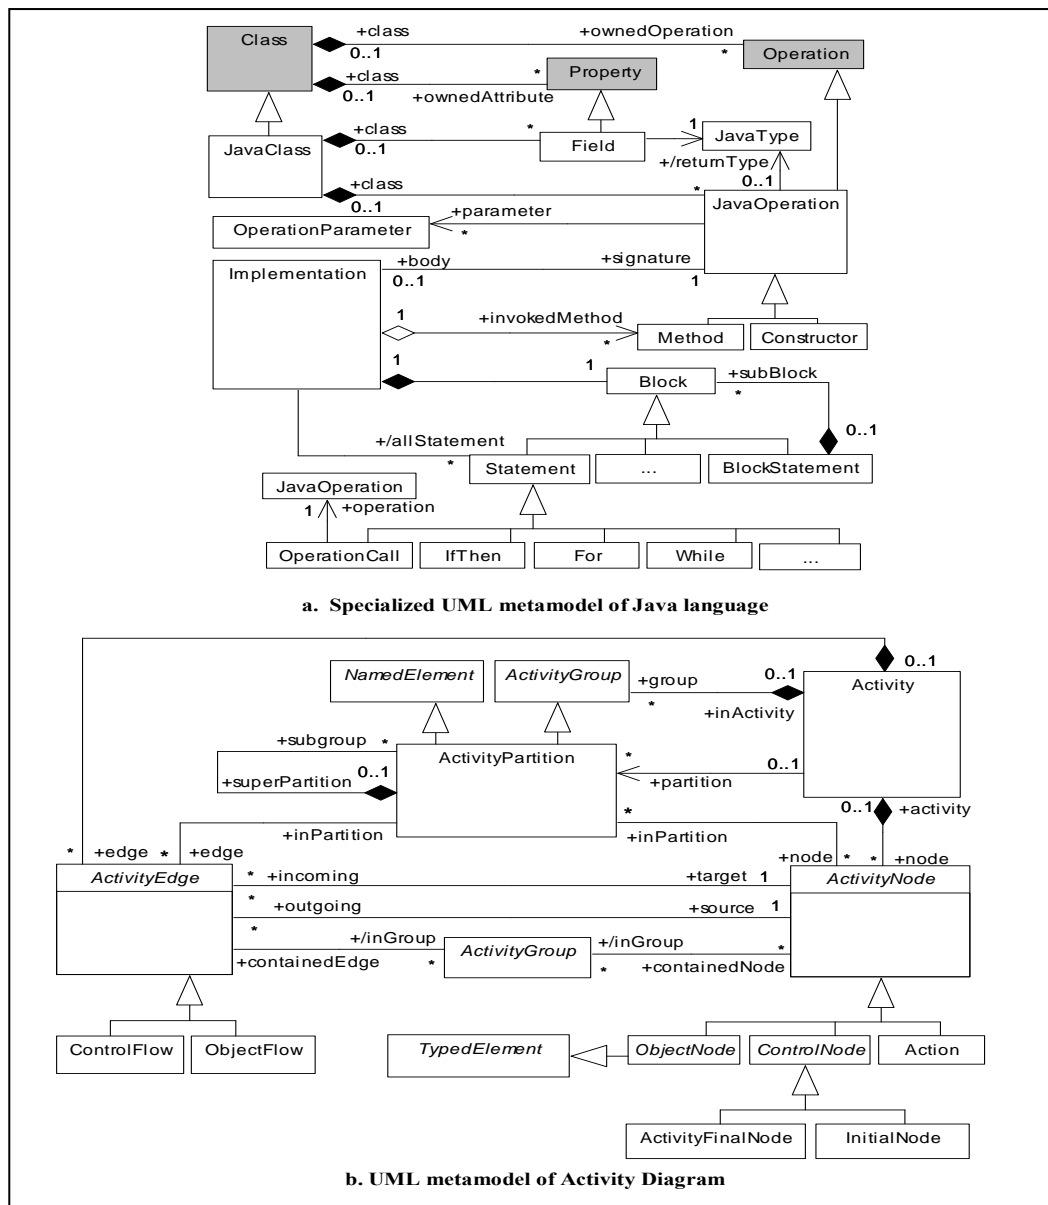 Class
+class
0..1
+ownedOperation
*
Operation
+class
0..1
*
+ownedAttribute
Property
JavaClass
+class
0..1
*
Field
1
JavaType
+/returnType
0..1
+class
0..1
*
JavaOperation
OperationParameter
+parameter
*
Implementation
+body
0..1
+signature
1
1
+invokedMethod
*
Method
Constructor
1
1
Block
+subBlock
*
0..1
+/allStatement
*
Statement
...
BlockStatement
JavaOperation
1
+operation
OperationCall
IfThen
For
While
...
a. Specialized UML metamodel of Java language
0..1
NamedElement
ActivityGroup
+group
*
0..1
+inActivity
Activity
+subgroup
*
ActivityPartition
+superPartition
0..1
*
0..1
+partition
0..1
+activity
+inPartition
*
+inPartition
*
+edge
*
+edge
+node
*
*
+node
ActivityEdge
*
+incoming
+target
1
ActivityNode
*
+outgoing
+source
1
*
+/inGroup
+containedEdge
*
ActivityGroup
+/inGroup
*
*
+containedNode
ControlFlow
ObjectFlow
TypedElement
ObjectNode
ControlNode
Action
ActivityFinalNode
InitialNode
b. UML metamodel of Activity Diagram